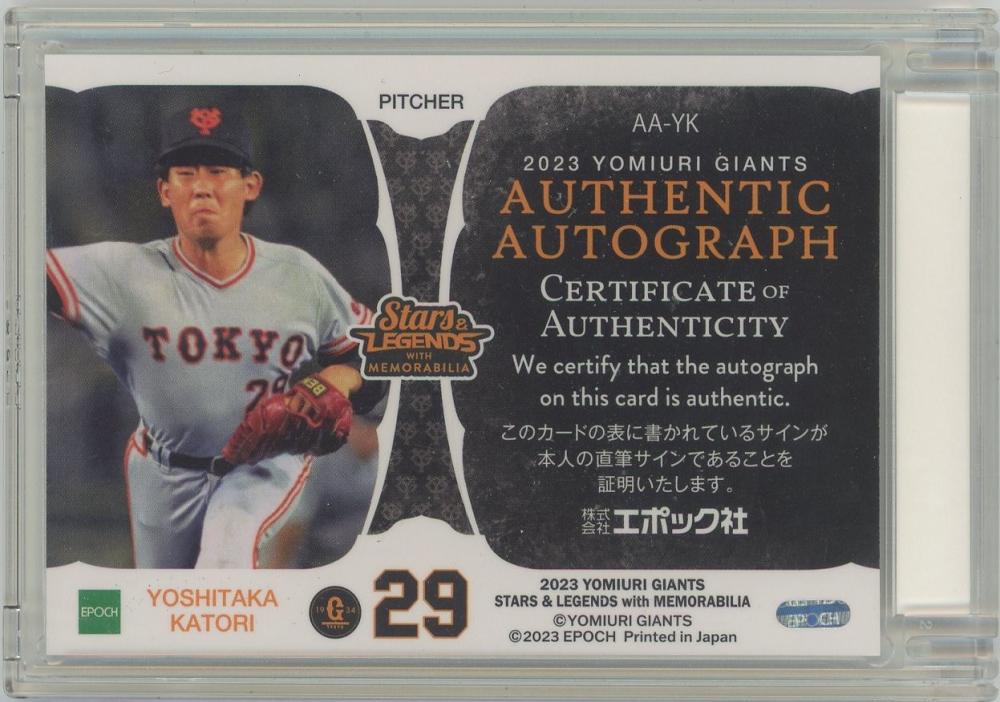 PITCHER
AA-YK
2023 YOMIURI GIANTS
AUTHENTIC
AUTOGRAPH
CERTIFICATE OF
AUTHENTICITY
We certify that the autograph
on this card is authentic.
このカードの表に書かれているサインが
本人の直筆サインであることを
証明いたします。
株式会社エポック社
Stars &
LEGENDS
WITH
MEMORABILIA
TOKYO
29
EPOCH
YOSHITAKA
KATORI
19 G 34
29
2023 YOMIURI GIANTS
STARS & LEGENDS with MEMORABILIA
©YOMIURI GIANTS
©2023 EPOCH Printed in Japan
EPOCH